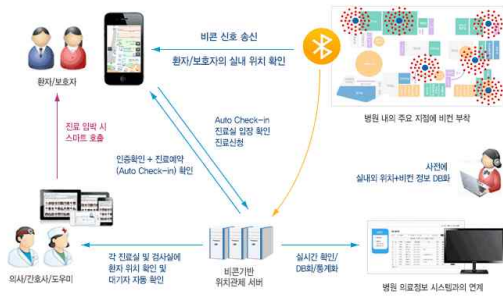 비콘 신호 송신
환자/보호자의 실내 위치 확인
환자/보호자
병원 내의 주요 지점에 비컨 부착
진료 임박 시
스마트 호출
Auto Check-in
진료실 입장 확인
진료신청
인증확인 + 진료예약
(Auto Check-in) 확인
사전에
실내외 위치+비컨 정보 DB화
의사/간호사/도우미
각 진료실 및 검사실에
환자 위치 확인 및
대기자 자동 확인
비콘기반
위치관제 서버
실시간 확인/
DB화/통계화
병원 의료정보 시스템과의 연계